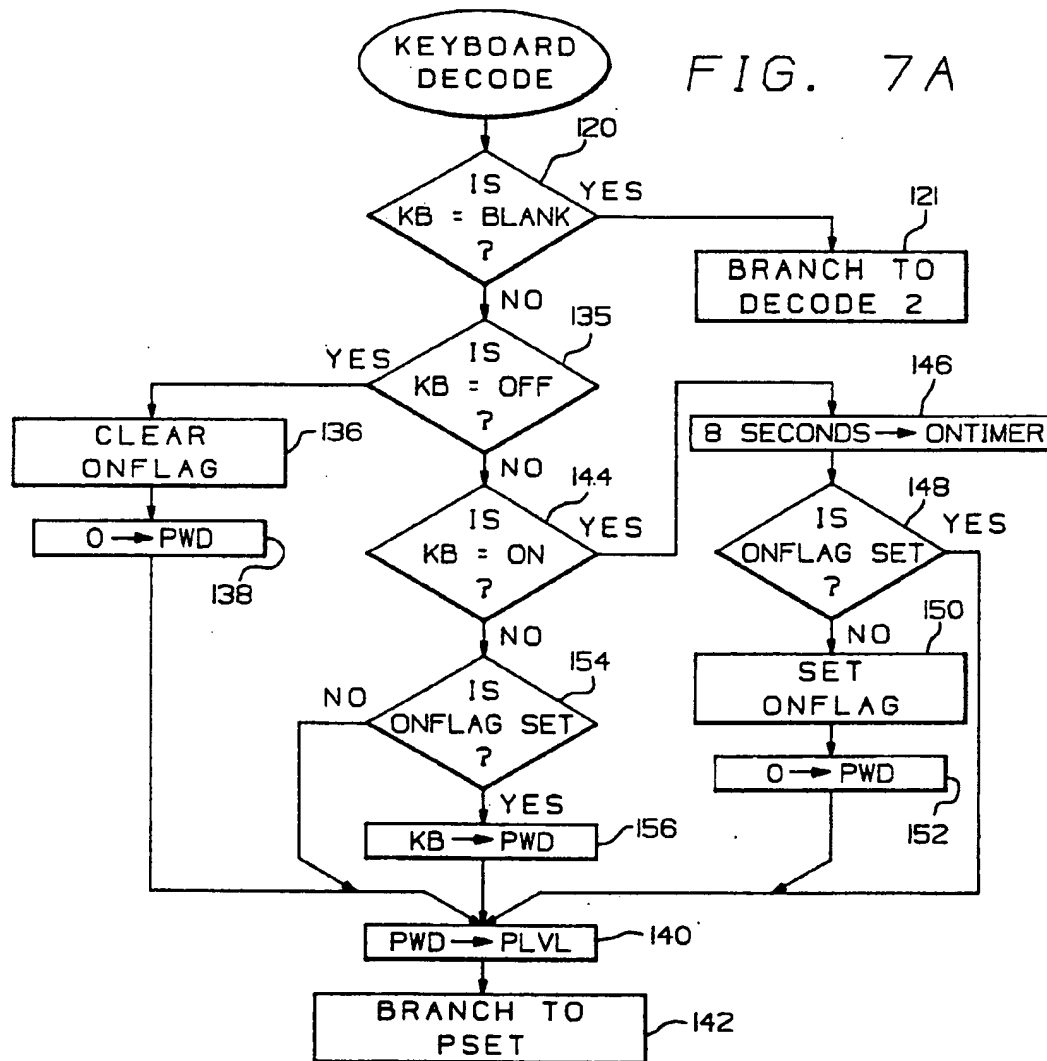 KEYBOARD
DECODE
FIG. 7A
120
IS
KB = BLANK
?
YES
NO
121
BRANCH TO
DECODE 2
135
IS
KB = OFF
?
YES
NO
136
CLEAR
ONFLAG
0 → PWD
138
144
IS
KB = ON
?
YES
NO
146
8 SECONDS → ONTIMER
148
IS
ONFLAG SET
?
YES
NO
150
SET
ONFLAG
0 → PWD
152
154
IS
ONFLAG SET
?
NO
YES
KB → PWD
156
PWD → PLVL
140
BRANCH TO
PSET
142